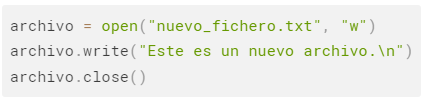 archivo = open("nuevo_fichero.txt", "w")
archivo.write("Este es un nuevo archivo.\n")
archivo.close()